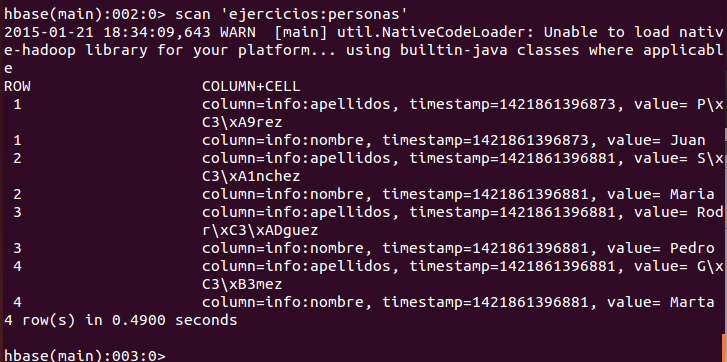 hbase(main):002:0> scan 'ejercicios:personas'
2015-01-21 18:34:09,643 WARN  [main] util.NativeCodeLoader: Unable to load nativ
e-hadoop library for your platform... using builtin-java classes where applicabl
e
ROW                   COLUMN+CELL
 1                    column=info:apellidos, timestamp=1421861396873, value= P\x
                      C3\xA9rez
 1                    column=info:nombre, timestamp=1421861396873, value= Juan
 2                    column=info:apellidos, timestamp=1421861396881, value= S\x
                      C3\xA1nchez
 2                    column=info:nombre, timestamp=1421861396881, value= Maria
 3                    column=info:apellidos, timestamp=1421861396881, value= Rod
                      r\xC3\xADguez
 3                    column=info:nombre, timestamp=1421861396881, value= Pedro
 4                    column=info:apellidos, timestamp=1421861396881, value= G\x
                      C3\xB3mez
 4                    column=info:nombre, timestamp=1421861396881, value= Marta
4 row(s) in 0.4900 seconds
hbase(main):003:0>